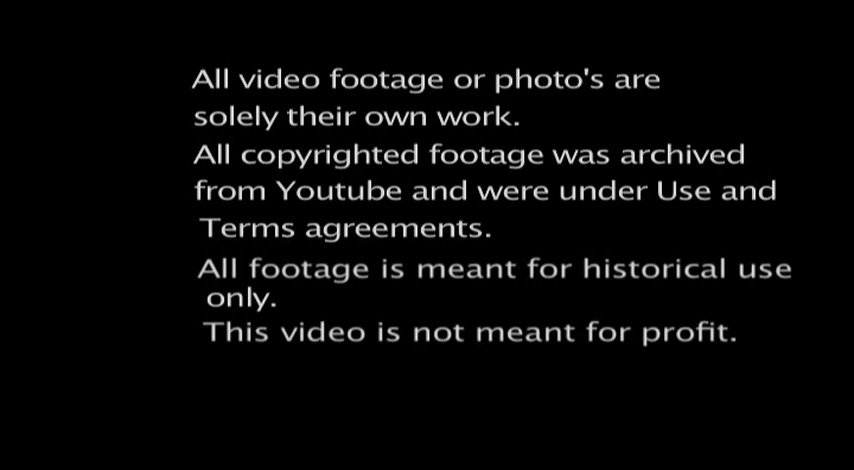 All video footage or photo's are
solely their own work.
All copyrighted footage was archived
from Youtube and were under Use and
Terms agreements.
All footage is meant for historical use
only.
This video is not meant for profit.